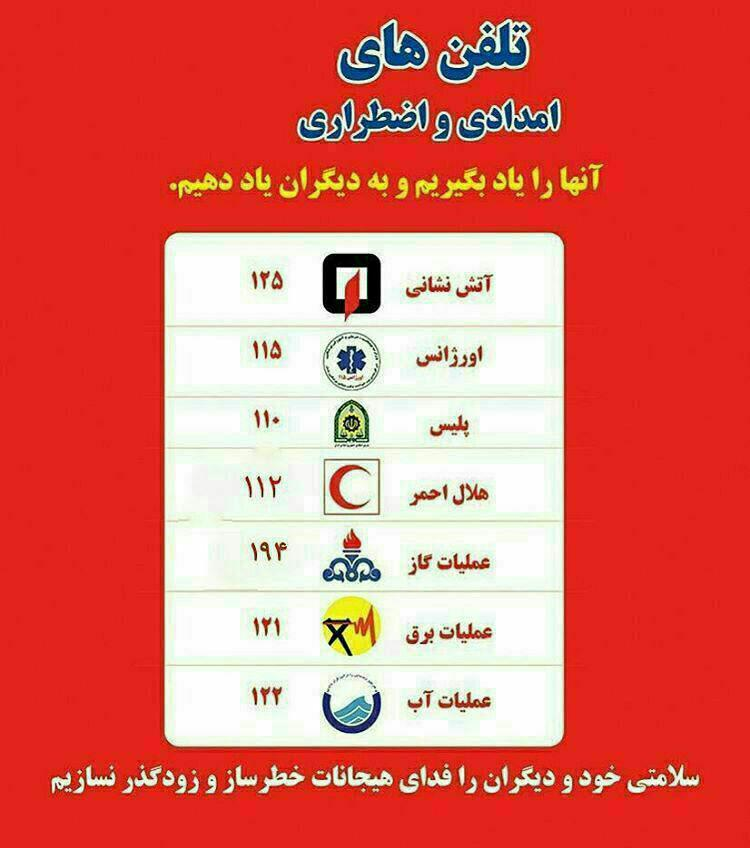 تلفن های
امدادی و اضطراری
آنها را یاد بگیریم و به دیگران یاد دهیم.
آتش نشانی ۱۲۵
اورژانس ۱۱۵
اورژانس ۱۱۵
پلیس ۱۱۰
هلال احمر ۱۱۲
عملیات گاز ۱۹۴
عملیات برق ۱۲۱
عملیات آب ۱۲۲
سلامتی خود و دیگران را فدای هیجانات خطرساز و زودگذر نسازیم